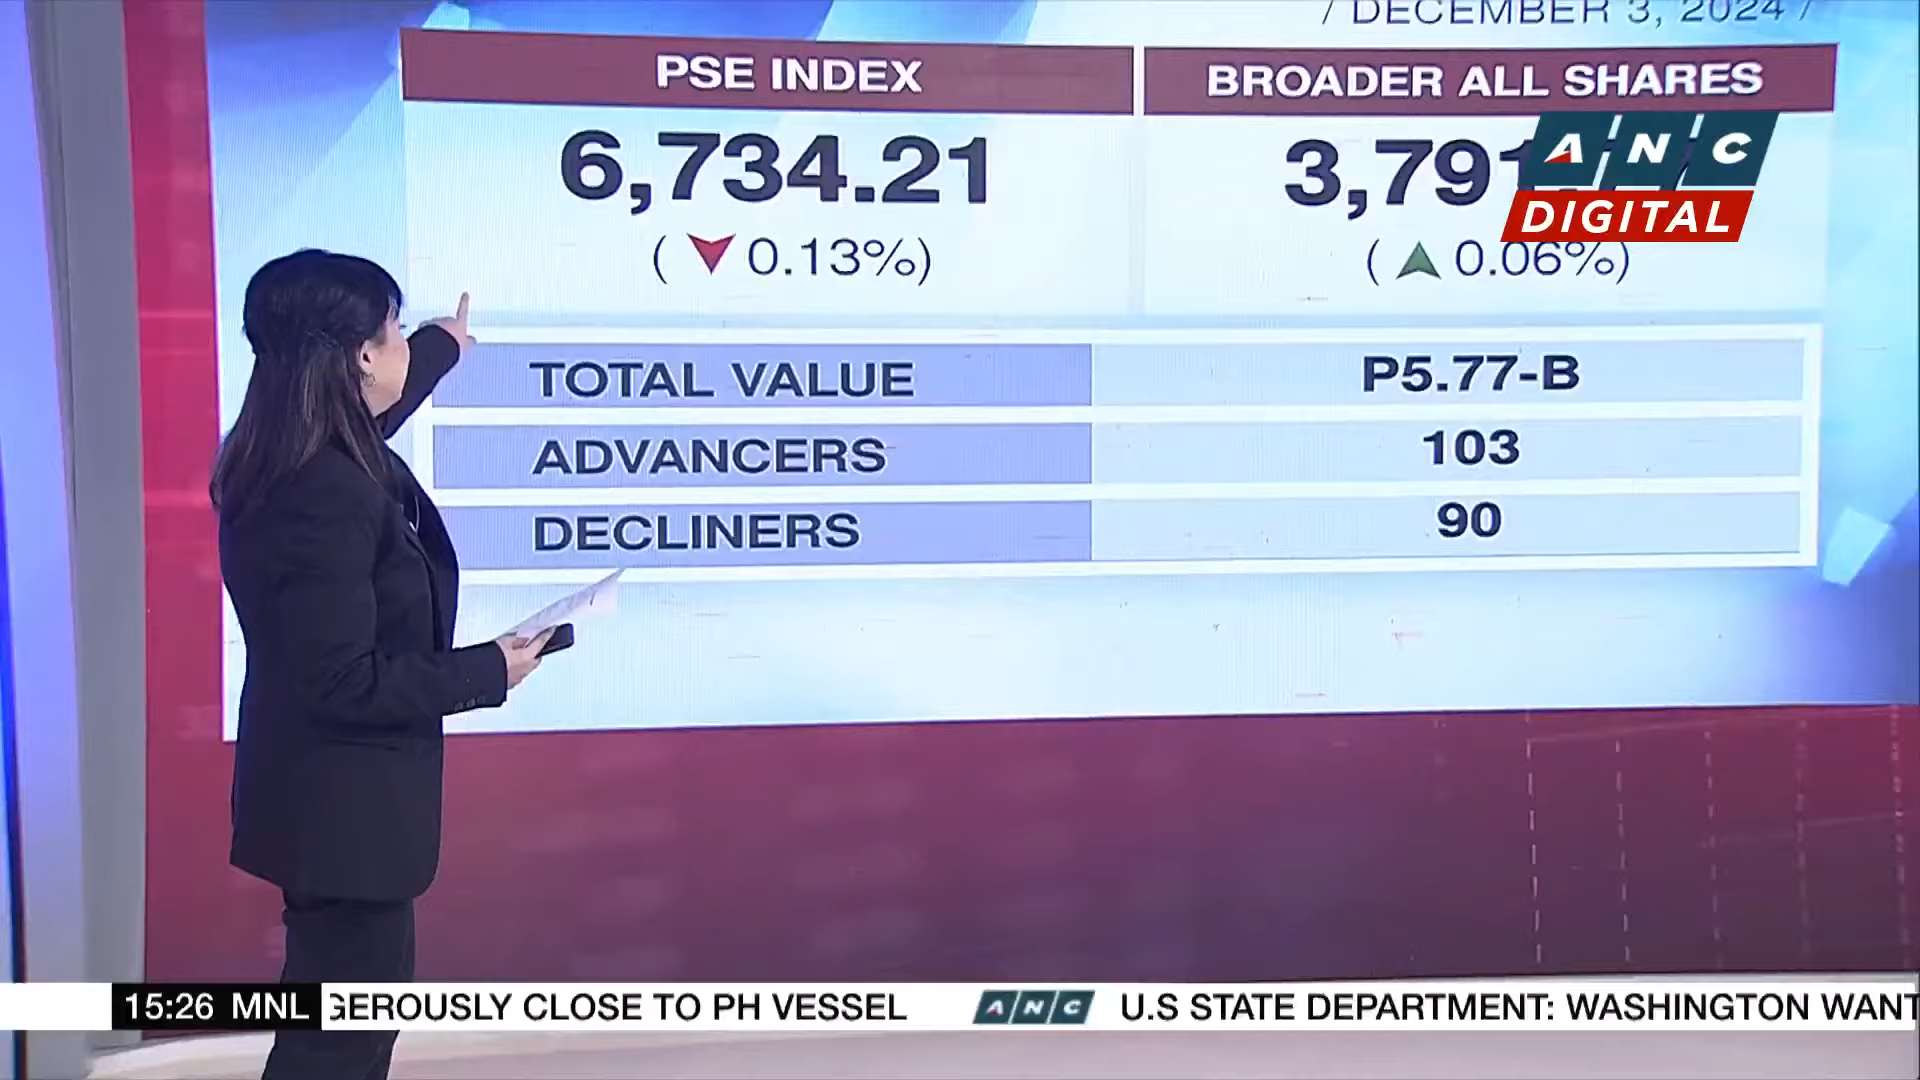 / DECEMBER 3, 2024 /
PSE INDEX
BROADER ALL SHARES
6,734.21
3,791
ANC
DIGITAL
( 0.13%)
( 0.06%)
TOTAL VALUE P5.77-B
ADVANCERS 103
DECLINERS 90
15:26 MNL GEROUSLY CLOSE TO PH VESSEL ANC U.S STATE DEPARTMENT: WASHINGTON WANT